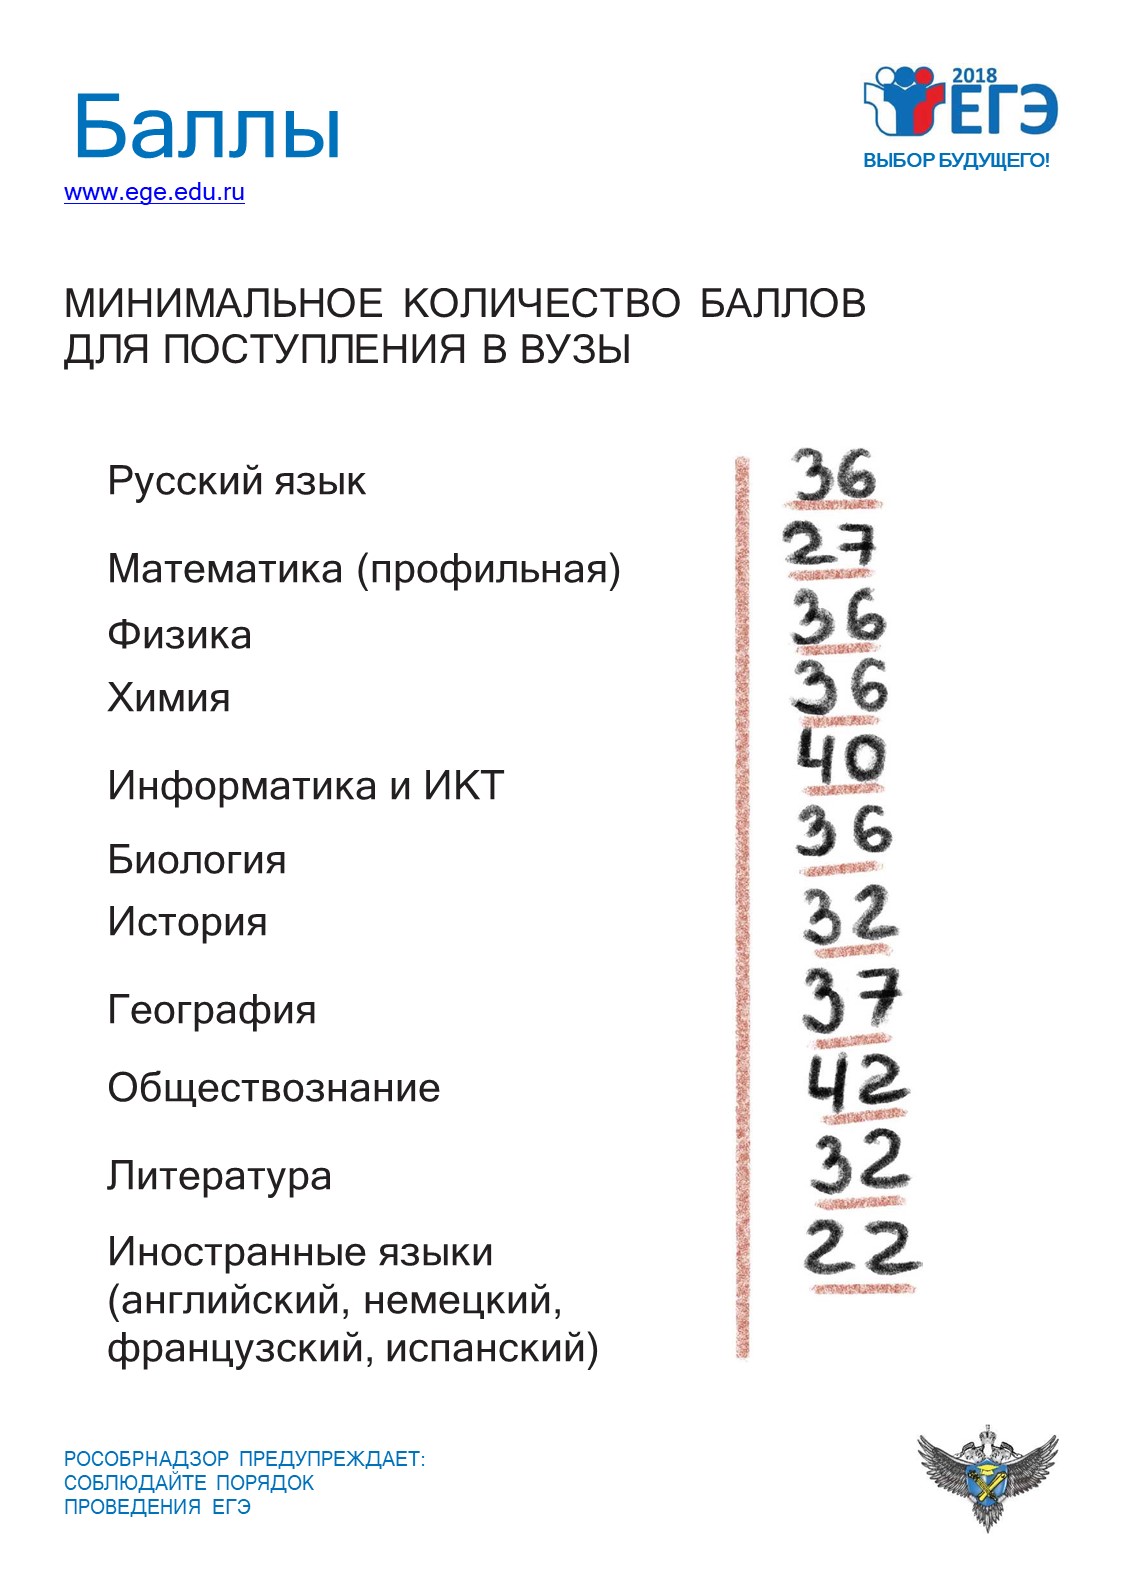 Баллы
www.ege.edu.ru
2018
ЕГЭ
ВЫБОР БУДУЩЕГО!
МИНИМАЛЬНОЕ КОЛИЧЕСТВО БАЛЛОВ
ДЛЯ ПОСТУПЛЕНИЯ В ВУЗЫ
Русский язык 36
Математика (профильная) 27
Физика 36
Химия 36
Информатика и ИКТ 40
Биология 36
История 32
География 37
Обществознание 42
Литература 32
Иностранные языки 22
(английский, немецкий,
французский, испанский)
РОСОБРНАДЗОР ПРЕДУПРЕЖДАЕТ:
СОБЛЮДАЙТЕ ПОРЯДОК
ПРОВЕДЕНИЯ ЕГЭ